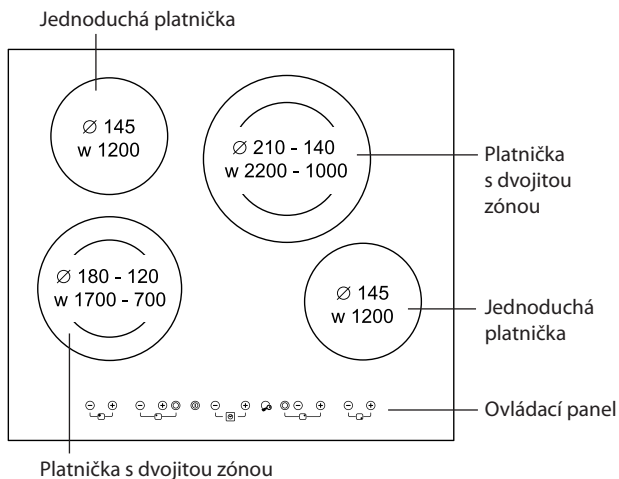 Jednoduchá platnička
∅ 145
w 1200
∅ 210 - 140
w 2200 - 1000
Platnička
s dvojitou
zónou
∅ 180 - 120
w 1700 - 700
∅ 145
w 1200
Jednoduchá
platnička
Ovládací panel
Platnička s dvojitou zónou